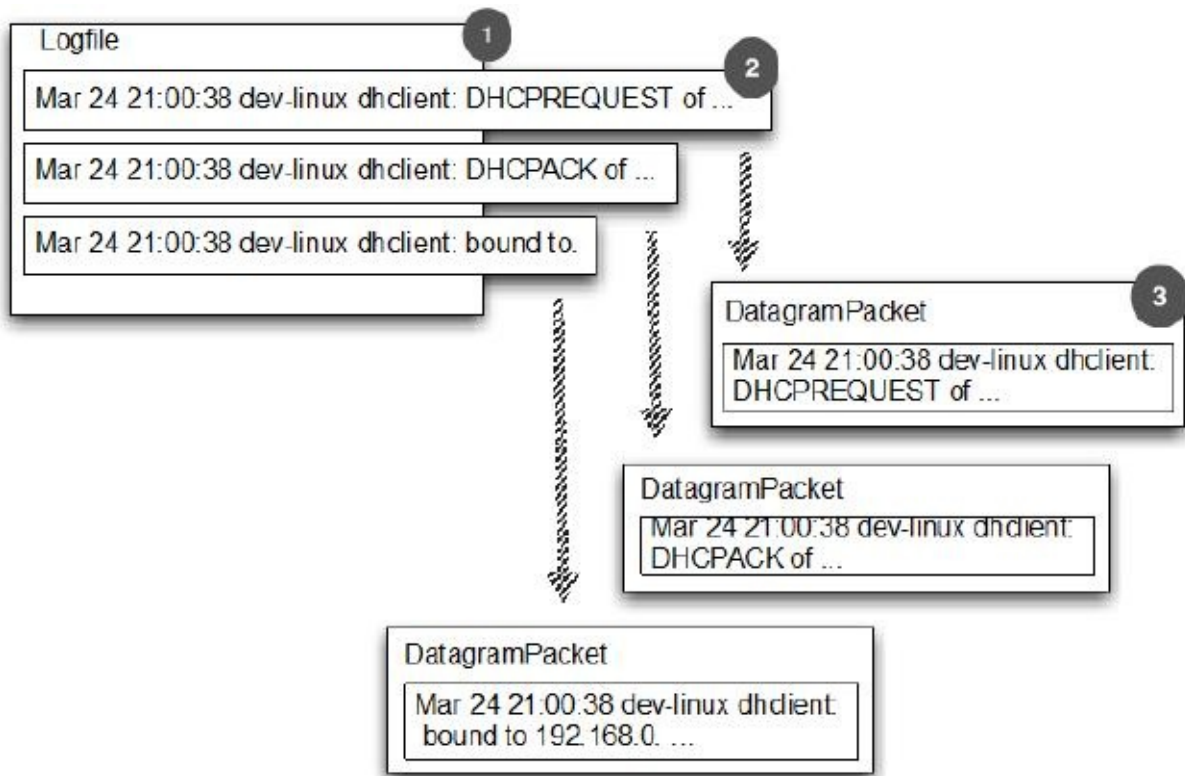 Logfile
1
2
Mar 24 21:00:38 dev-linux dhclient: DHCPREQUEST of ...
Mar 24 21:00:38 dev-linux dhclient: DHCPACK of ...
Mar 24 21:00:38 dev-linux dhclient: bound to.
3
DatagramPacket
Mar 24 21:00:38 dev-linux dhclient:
DHCPREQUEST of ...
DatagramPacket
Mar 24 21:00:38 dev-linux dhclient:
DHCPACK of ...
DatagramPacket
Mar 24 21:00:38 dev-linux dhclient:
bound to 192.168.0. ...